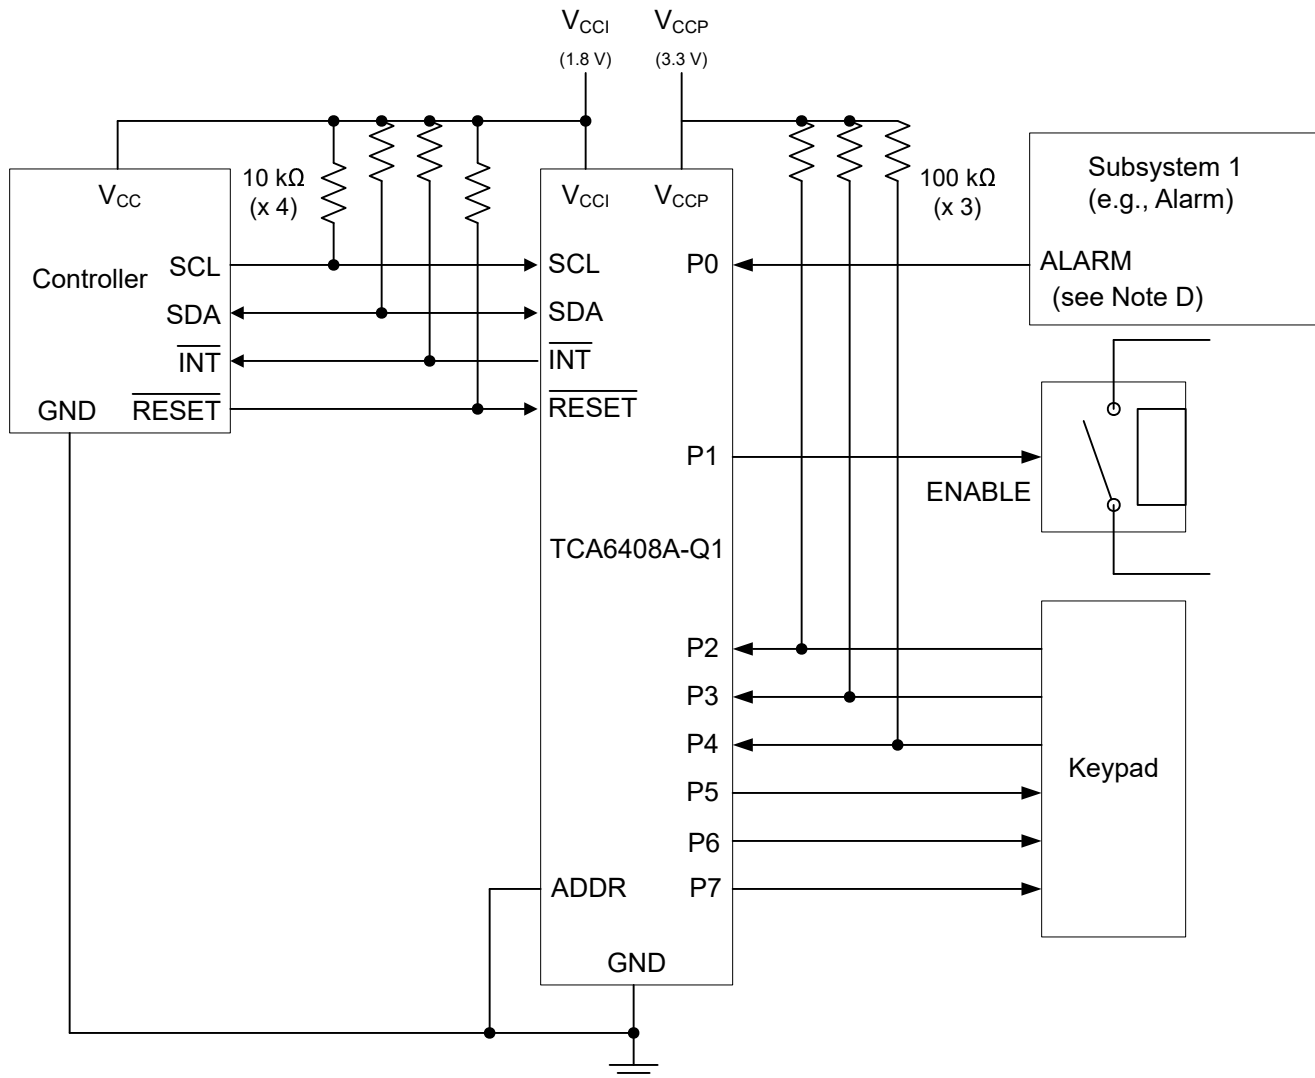 VCCI
(1.8 V)
VCCP
(3.3 V)
VCC
10 kΩ
(x 4)
VCCI
VCCP
100 kΩ
(x 3)
Subsystem 1
(e.g., Alarm)
Controller
SCL
SDA
INT
RESET
GND
SCL
SDA
INT
RESET
P0
ALARM
(see Note D)
P1
ENABLE
TCA6408A-Q1
P2
P3
P4
P5
P6
P7
Keypad
ADDR
GND